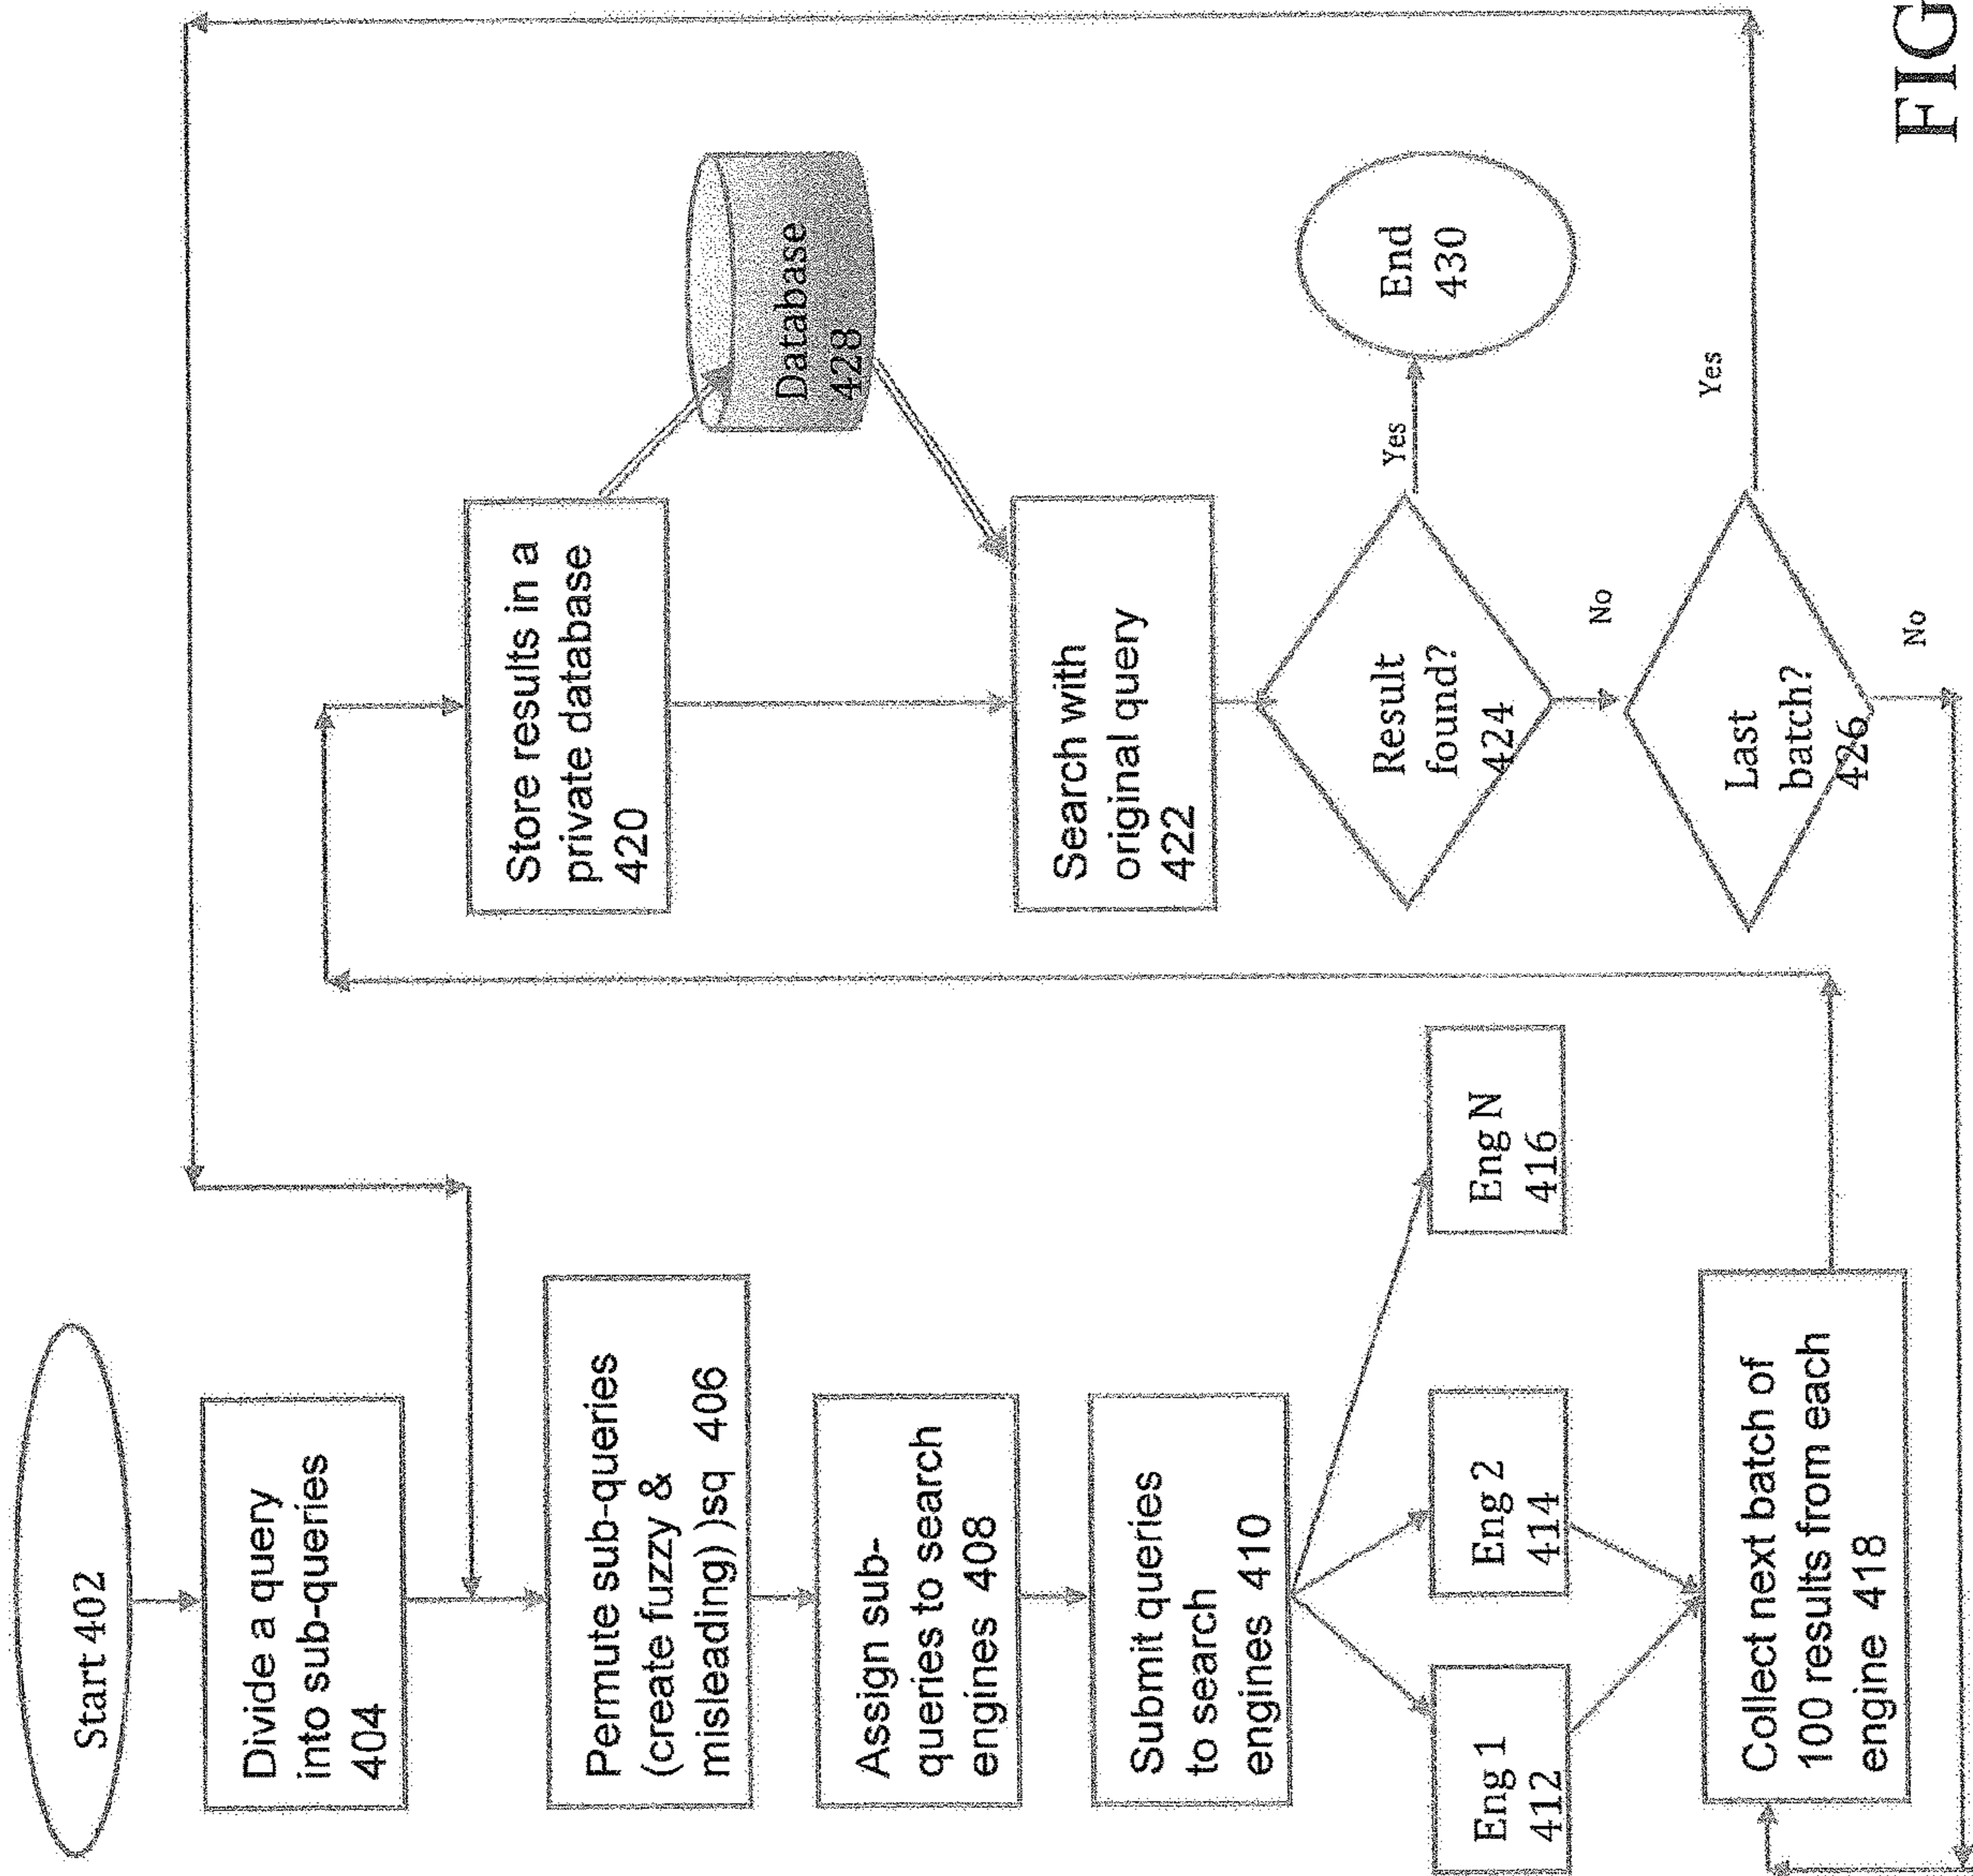 Start 402
Divide a query
into sub-queries
404
Permute sub-queries
(create fuzzy &
misleading) )sq 406
Assign sub-
queries to search
engines 408
Submit queries
to search
engines 410
Eng 1
412
Eng 2
414
Eng N
416
Collect next batch of
100 results from each
engine 418
Store results in a
private database
420
Database
428
Search with
original query
422
Result
found?
424
Yes
End
430
No
Last
batch?
426
Yes
No
FIG